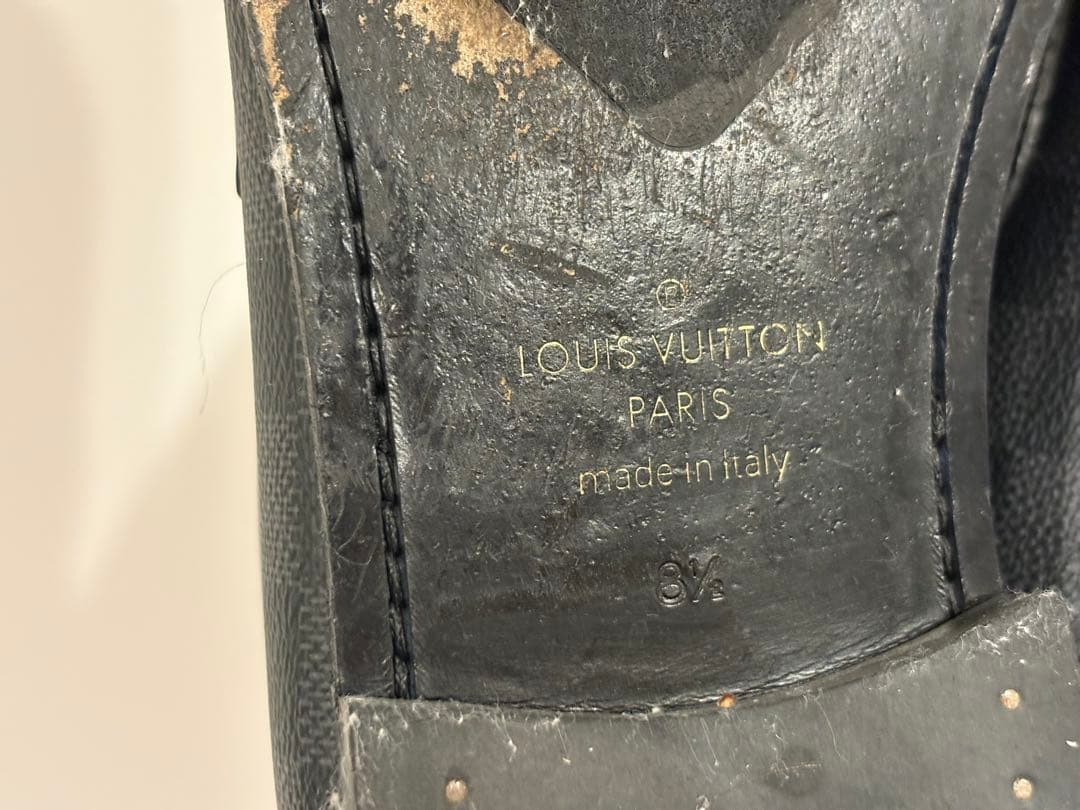 ®
LOUIS VUITTON
PARIS
made in Italy
8½